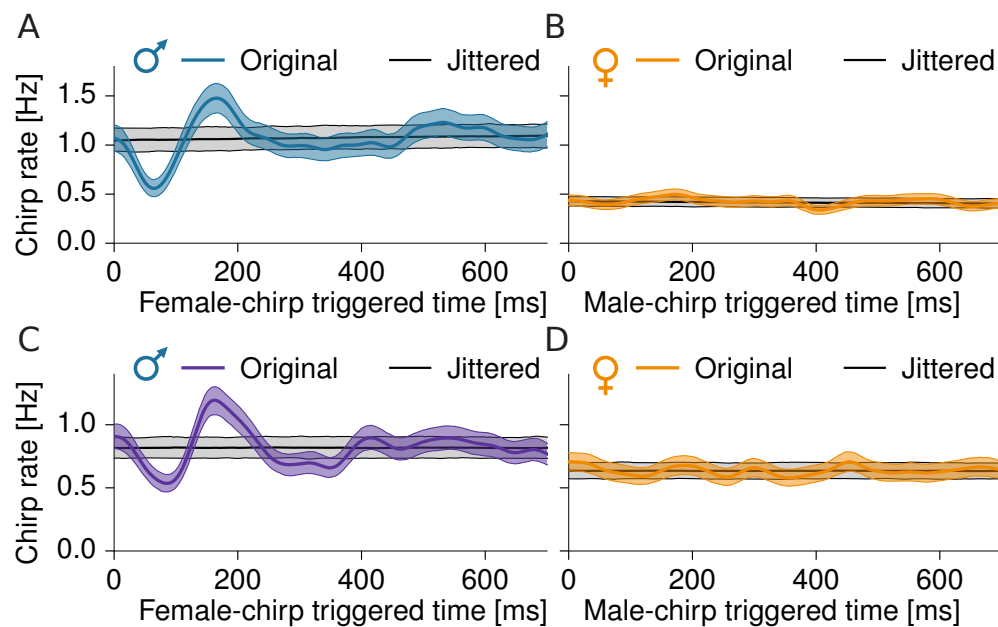 A
♂ Original Jittered
Chirp rate [Hz]
1.5
1.0
0.5
0.0
0 200 400 600
Female-chirp triggered time [ms]
B
♀ Original Jittered
0 200 400 600
Male-chirp triggered time [ms]
C
♂ Original Jittered
Chirp rate [Hz]
1.0
0.5
0.0
0 200 400 600
Female-chirp triggered time [ms]
D
♀ Original Jittered
0 200 400 600
Male-chirp triggered time [ms]